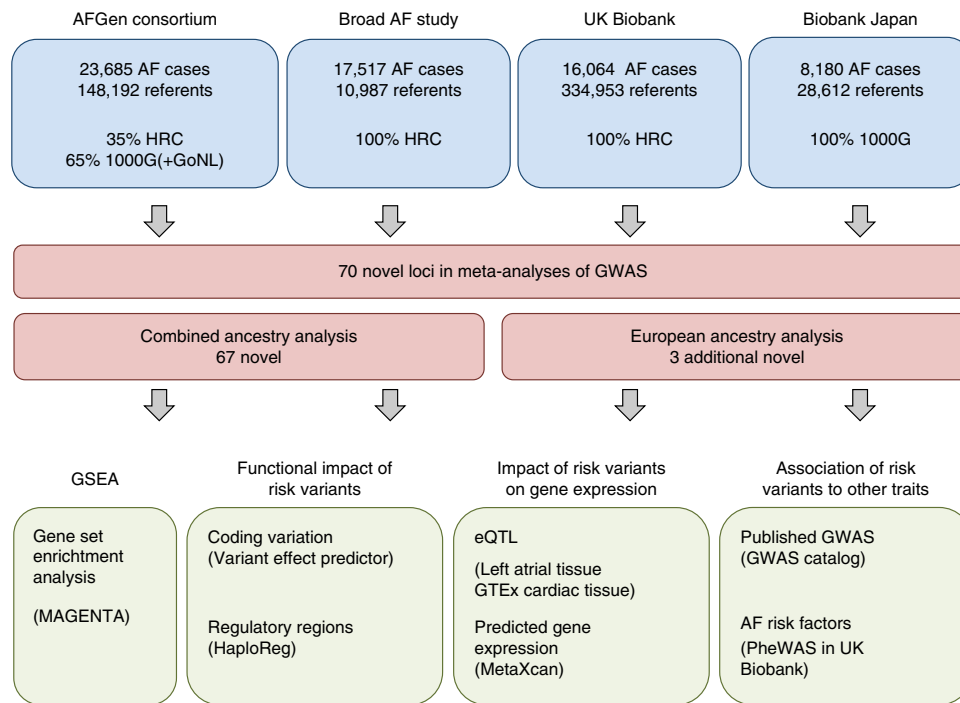 AFGen consortium
23,685 AF cases
148,192 referents
35% HRC
65% 1000G(+GoNL)
Broad AF study
17,517 AF cases
10,987 referents
100% HRC
UK Biobank
16,064 AF cases
334,953 referents
100% HRC
Biobank Japan
8,180 AF cases
28,612 referents
100% 1000G
70 novel loci in meta-analyses of GWAS
Combined ancestry analysis
67 novel
European ancestry analysis
3 additional novel
GSEA
Gene set
enrichtment
analysis
(MAGENTA)
Functional impact of
risk variants
Coding variation
(Variant effect predictor)
Regulatory regions
(HaploReg)
Impact of risk variants
on gene expression
eQTL
(Left atrial tissue
GTEx cardiac tissue)
Predicted gene
expression
(MetaXcan)
Association of risk
variants to other traits
Published GWAS
(GWAS catalog)
AF risk factors
(PheWAS in UK
Biobank)